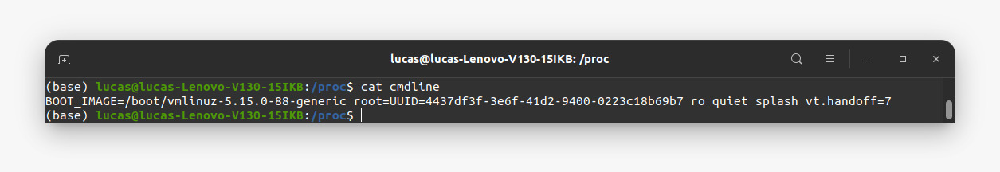 lucas@lucas-Lenovo-V130-15IKB: /proc
(base) lucas@lucas-Lenovo-V130-15IKB:/proc$ cat cmdline
BOOT_IMAGE=/boot/vmlinuz-5.15.0-88-generic root=UUID=4437df3f-3e6f-41d2-9400-0223c18b69b7 ro quiet splash vt.handoff=7
(base) lucas@lucas-Lenovo-V130-15IKB:/proc$